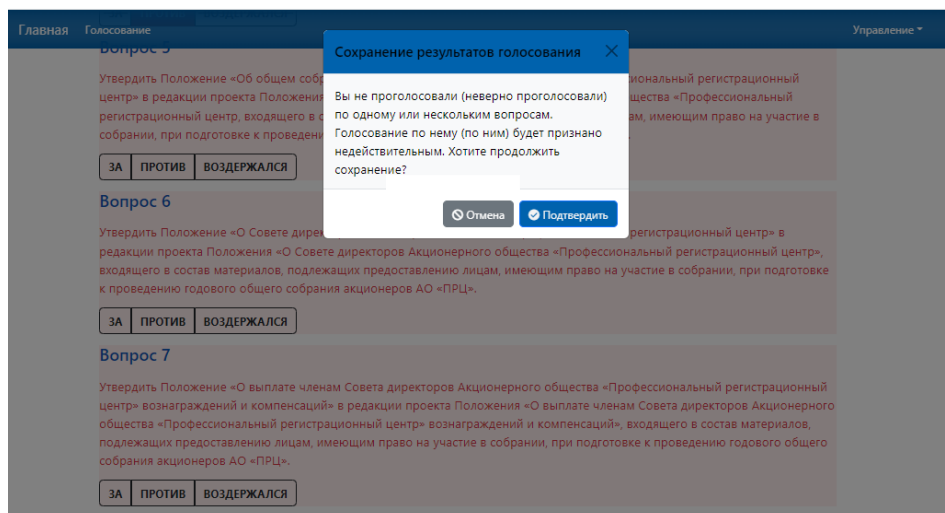 Главная Голосование Управление
Вопрос 5
Сохранение результатов голосования
Вы не проголосовали (неверно проголосовали)
по одному или нескольким вопросам.
Голосование по нему (по ним) будет признано
недействительным. Хотите продолжить
сохранение?
Отмена Подтвердить
Утвердить Положение «Об общем
центр» в редакции проекта Положения щества «Профессиональный
регистрационный центр, входящего в ам, имеющим право на участие в
собрании, при подготовке к
ЗА ПРОТИВ ВОЗДЕРЖАЛСЯ
Вопрос 6
Утвердить Положение «О Совете регистрационный центр» в
редакции проекта Положения «О Совете директоров Акционерного общества «Профессиональный регистрационный центр»,
входящего в состав материалов, подлежащих предоставлению лицам, имеющим право на участие в собрании, при подготовке
к проведению годового общего собрания акционеров АО «ПРЦ».
ЗА ПРОТИВ ВОЗДЕРЖАЛСЯ
Вопрос 7
Утвердить Положение «О выплате членам Совета директоров Акционерного общества «Профессиональный регистрационный
центр» вознаграждений и компенсаций» в редакции проекта Положения «О выплате членам Совета директоров Акционерного
общества «Профессиональный регистрационный центр» вознаграждений и компенсаций», входящего в состав материалов,
подлежащих предоставлению лицам, имеющим право на участие в собрании, при подготовке к проведению годового общего
собрания акционеров АО «ПРЦ».
ЗА ПРОТИВ ВОЗДЕРЖАЛСЯ